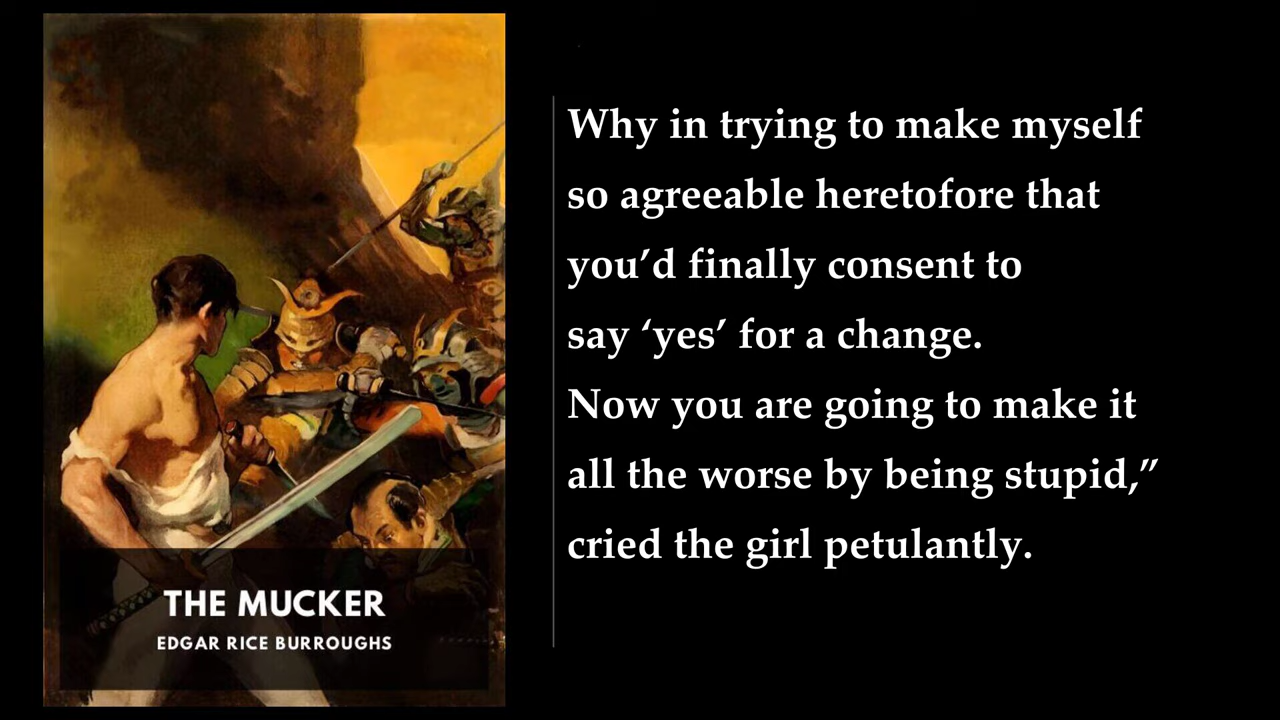 THE MUCKER
EDGAR RICE BURROUGHS
Why in trying to make myself
so agreeable heretofore that
you’d finally consent to
say ‘yes’ for a change.
Now you are going to make it
all the worse by being stupid,”
cried the girl petulantly.